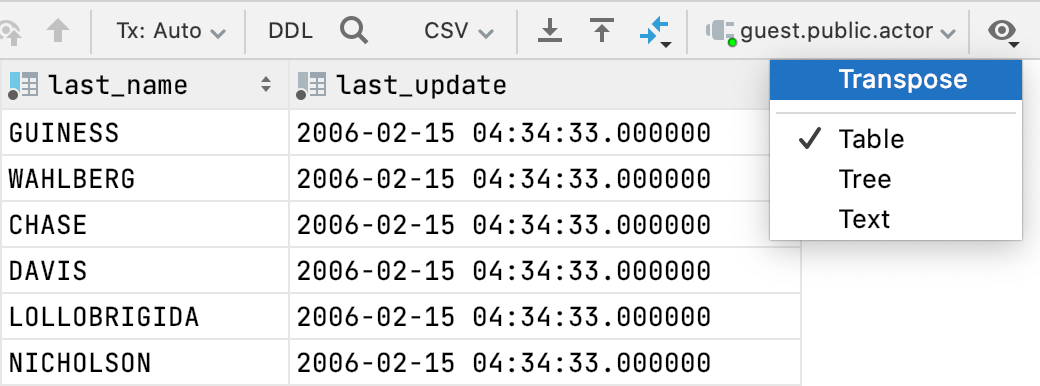 Tx: Auto DDL CSV guest.public.actor
last_name last_update
Transpose
Table
Tree
Text
GUINESS 2006-02-15 04:34:33.000000
WAHLBERG 2006-02-15 04:34:33.000000
CHASE 2006-02-15 04:34:33.000000
DAVIS 2006-02-15 04:34:33.000000
LOLLOBRIGIDA 2006-02-15 04:34:33.000000
NICHOLSON 2006-02-15 04:34:33.000000